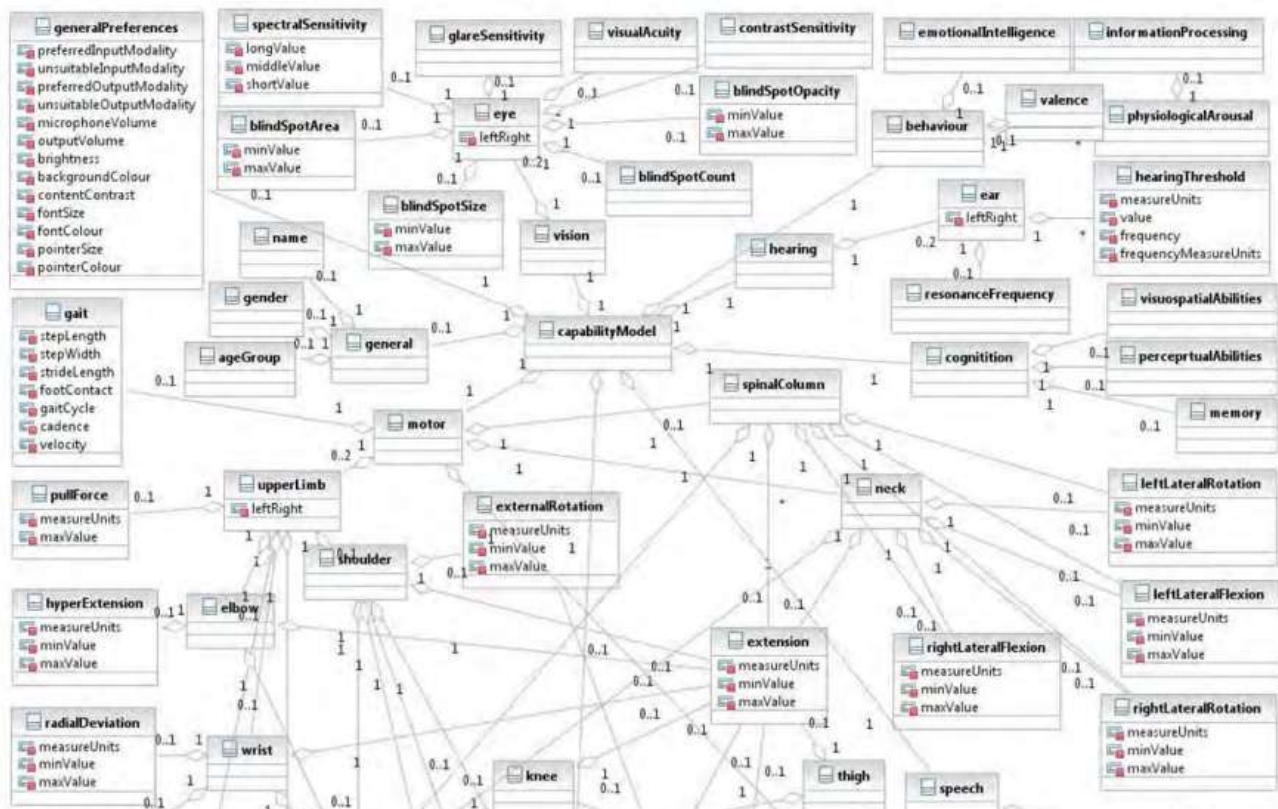 generalPreferences
preferredInputModality
unsuitableInputModality
preferredOutputModality
unsuitableOutputModality
microphoneVolume
outputVolume
brightness
backgroundColour
contentContrast
fontSize
fontColour
pointerSize
pointerColour
spectralSensitivity
longValue
middleValue
shortValue
glareSensitivity
visualAcuity
contrastSensitivity
emotionalIntelligence
informationProcessing
blindSpotArea
minValue
maxValue
eye
leftRight
blindSpotOpacity
minValue
maxValue
behaviour
valence
physiologicalArousal
blindSpotSize
minValue
maxValue
blindSpotCount
ear
leftRight
hearingThreshold
measureUnits
value
frequency
frequencyMeasureUnits
name
vision
hearing
resonanceFrequency
gender
ageGroup
general
capabilityModel
cognitition
visuospatialAbilities
perceprtualAbilities
memory
gait
stepLength
stepWidth
strideLength
footContact
gaitCycle
cadence
velocity
motor
spinalColumn
pullForce
measureUnits
maxValue
upperLimb
leftRight
externalRotation
measureUnits
minValue
maxValue
neck
leftLateralRotation
measureUnits
minValue
maxValue
shoulder
hyperExtension
measureUnits
minValue
maxValue
elbow
extension
measureUnits
minValue
maxValue
rightLateralFlexion
measureUnits
minValue
maxValue
leftLateralFlexion
measureUnits
minValue
maxValue
radialDeviation
measureUnits
minValue
maxValue
wrist
knee
thigh
speech
rightLateralRotation
measureUnits
minValue
maxValue